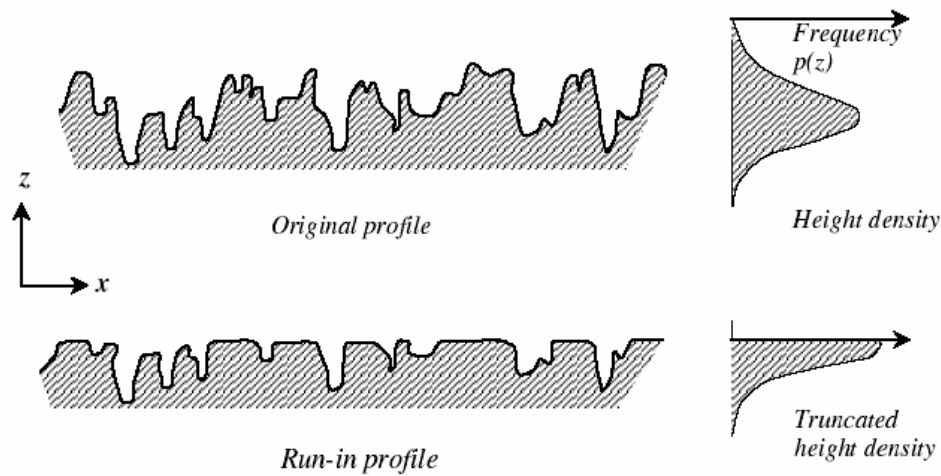 Frequency
p(z)
z
Original profile
Height density
x
Run-in profile
Truncated
height density